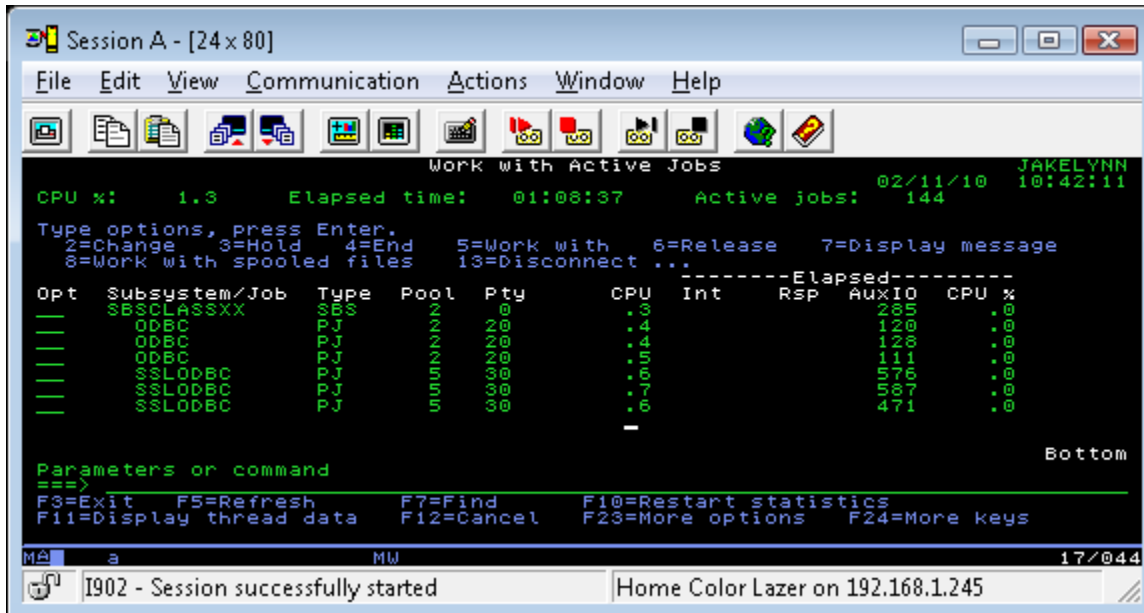 Session A - [24 x 80]
File Edit View Communication Actions Window Help
Work with Active Jobs JAKELYNN
02/11/10 10:42:11
CPU %: 1.3 Elapsed time: 01:08:37 Active jobs: 144
Type options, press Enter.
2=Change 3=Hold 4=End 5=Work with 6=Release 7=Display message
8=Work with spooled files 13=Disconnect ...
--------Elapsed---------
Opt Subsystem/Job Type Pool Pty CPU Int Rsp AuxIO CPU %
SBSCLASSXX SBS 2 0 .3 285 .0
ODBC PJ 2 20 .4 120 .0
ODBC PJ 2 20 .4 128 .0
ODBC PJ 2 20 .5 111 .0
SSLODBC PJ 5 30 .6 576 .0
SSLODBC PJ 5 30 .7 587 .0
SSLODBC PJ 5 30 .6 471 .0
Bottom
Parameters or command
===>
F3=Exit F5=Refresh F7=Find F10=Restart statistics
F11=Display thread data F12=Cancel F23=More options F24=More keys
MA a MW 17/044
I902 - Session successfully started Home Color Lazer on 192.168.1.245